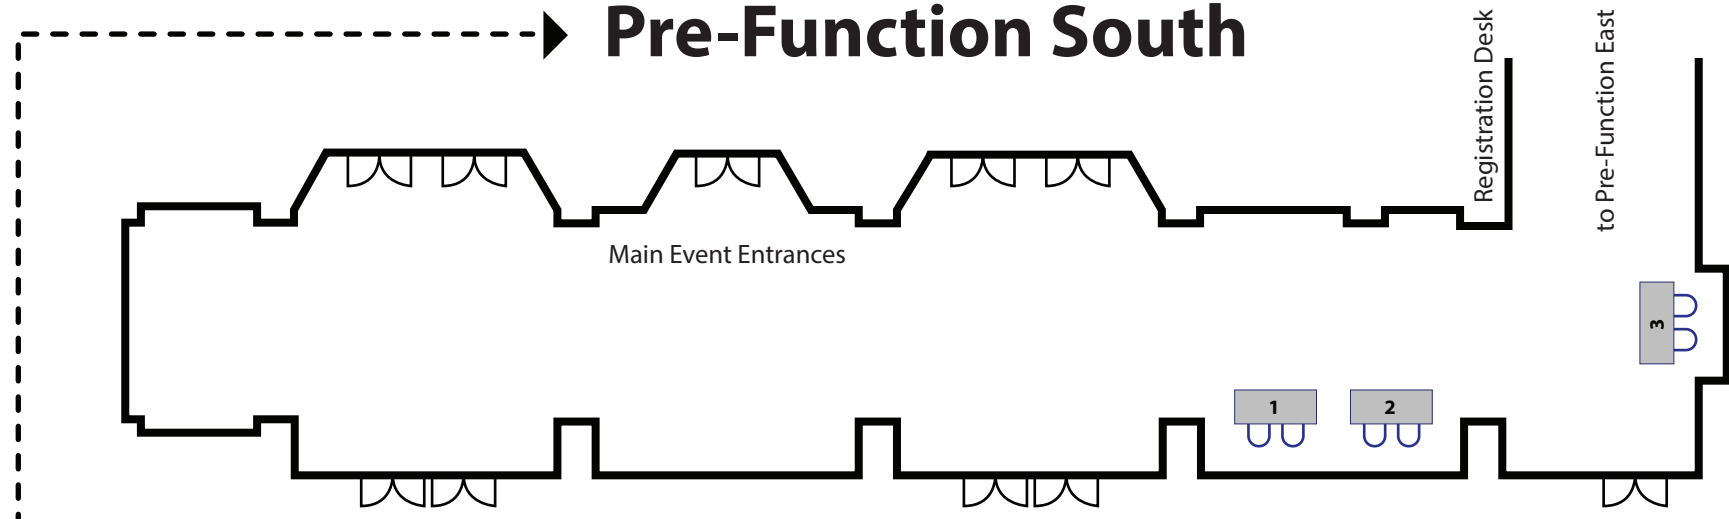 Pre-Function South
Registration Desk
to Pre-Function East
Main Event Entrances
3
1
2